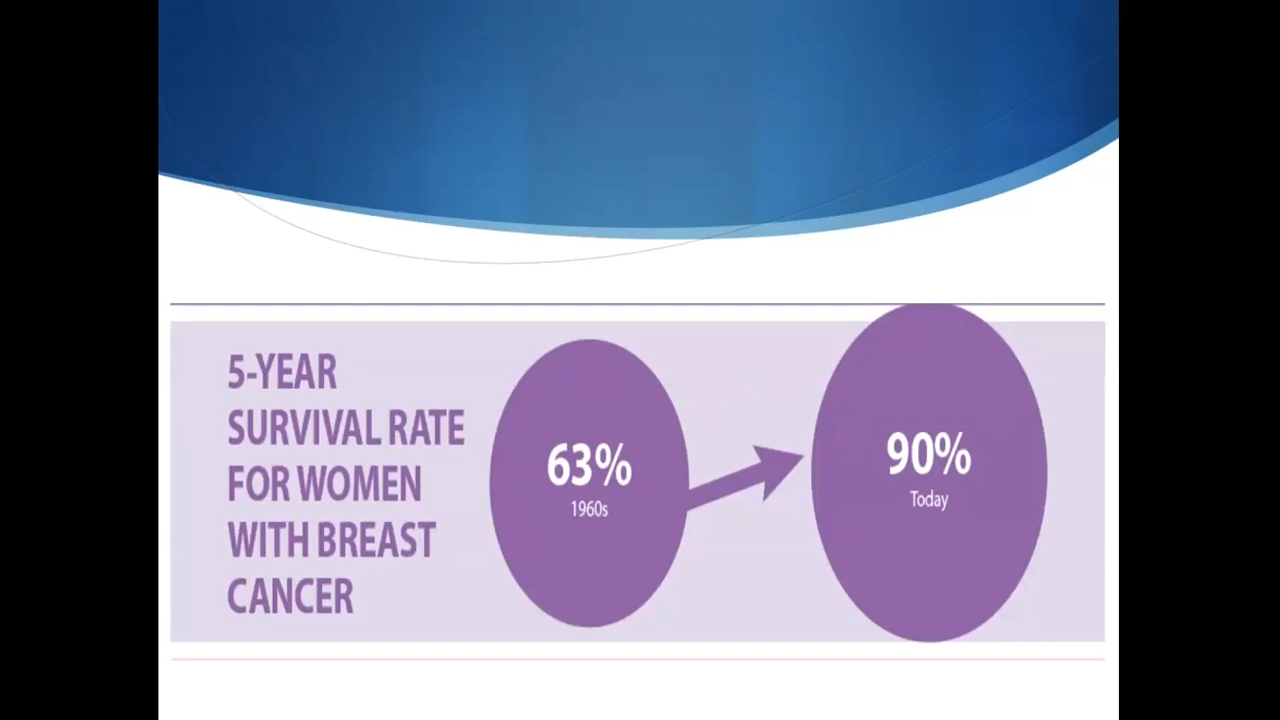 5-YEAR
SURVIVAL RATE
FOR WOMEN
WITH BREAST
CANCER
63%
1960s
90%
Today